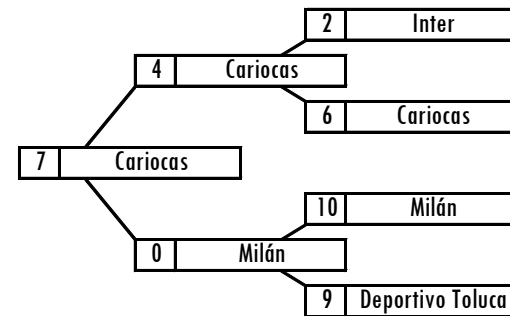 2 Inter
4 Cariocas
6 Cariocas
7 Cariocas
10 Milán
0 Milán
9 Deportivo Toluca